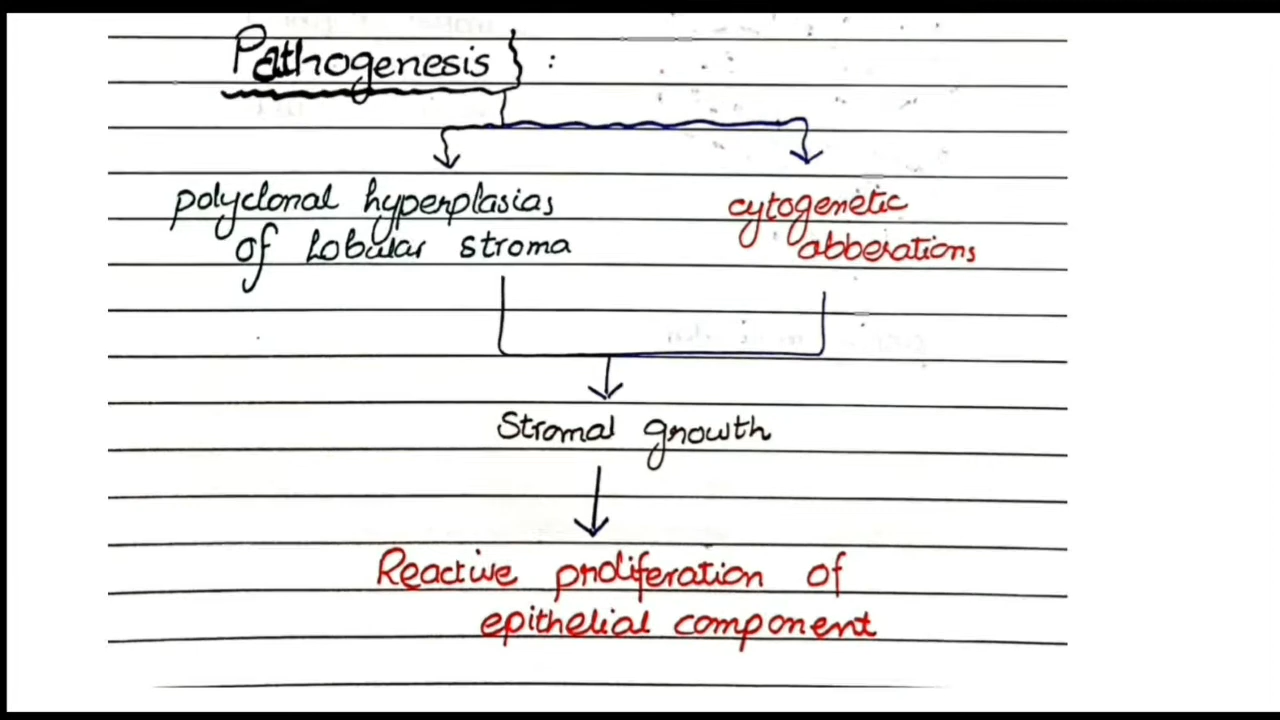 Pathogenesis } :
polyclonal hyperplasias
of lobular stroma
cytogenetic
abberations
Stromal growth
Reactive proliferation of
epithelial component